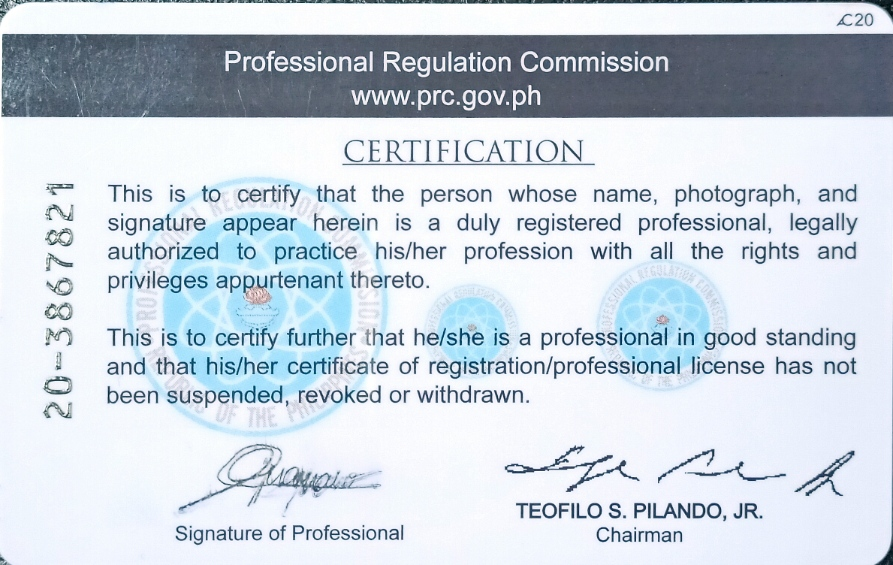 C20
Professional Regulation Commission
www.prc.gov.ph
CERTIFICATION
20-3867821
This is to certify that the person whose name, photograph, and
signature appear herein is a duly registered professional, legally
authorized to practice his/her profession with all the rights and
privileges appurtenant thereto.
This is to certify further that he/she is a professional in good standing
and that his/her certificate of registration/professional license has not
been suspended, revoked or withdrawn.
Signature of Professional
TEOFILO S. PILANDO, JR.
Chairman